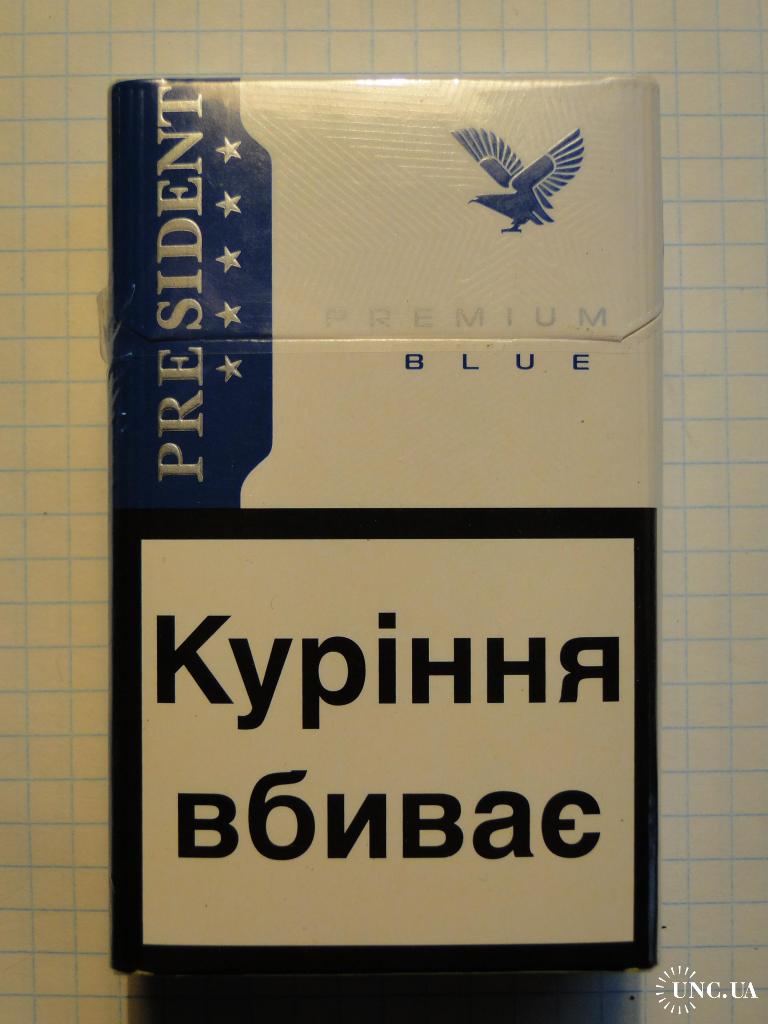 PRESIDENT
PREMIUM
BLUE
Куріння
вбиває
UNC.UA